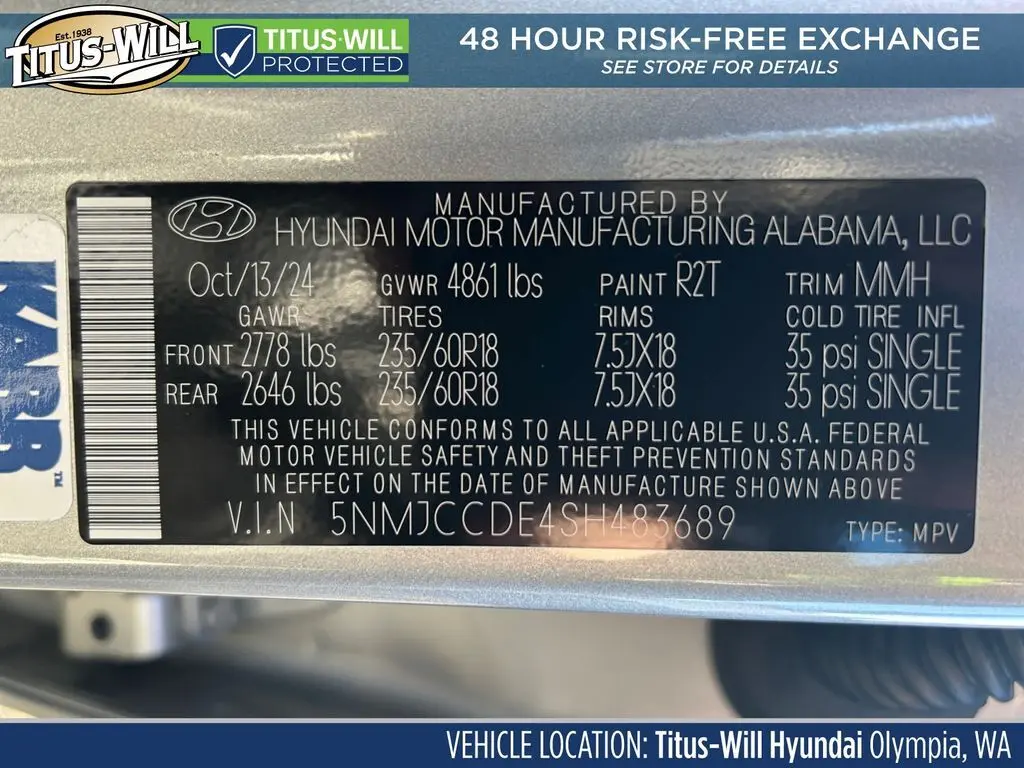 Est.1938
TITUS-WILL
TITUS-WILL
PROTECTED
48 HOUR RISK-FREE EXCHANGE
SEE STORE FOR DETAILS
MANUFACTURED BY
HYUNDAI MOTOR MANUFACTURING ALABAMA, LLC
Oct/13/24 GVWR 4861 lbs PAINT R2T TRIM MMH
GAWR TIRES RIMS COLD TIRE INFL
FRONT 2778 lbs 235/60R18 7.5JX18 35 psi SINGLE
REAR 2646 lbs 235/60R18 7.5JX18 35 psi SINGLE
THIS VEHICLE CONFORMS TO ALL APPLICABLE U.S.A. FEDERAL
MOTOR VEHICLE SAFETY AND THEFT PREVENTION STANDARDS
IN EFFECT ON THE DATE OF MANUFACTURE SHOWN ABOVE
V.I.N 5NMJCCDE4SH483689 TYPE: MPV
KARR™
VEHICLE LOCATION: Titus-Will Hyundai Olympia, WA